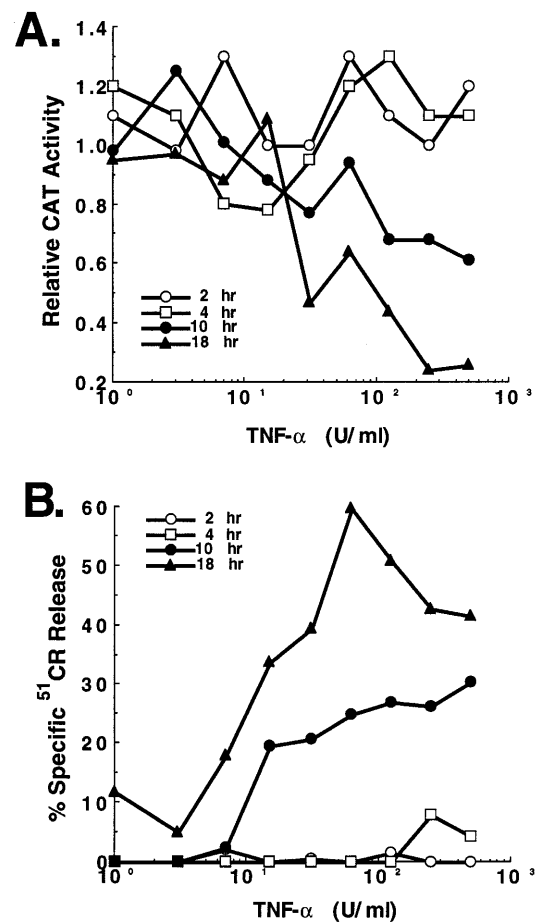 A.
1.4
1.2
1.0
0.8
0.6
0.4
0.2
Relative CAT Activity
2 hr
4 hr
10 hr
18 hr
10⁰ 10¹ 10² 10³
TNF-α (U/ml)
B.
60
50
40
30
20
10
0
% Specific ⁵¹CR Release
2 hr
4 hr
10 hr
18 hr
10⁰ 10¹ 10² 10³
TNF-α (U/ml)